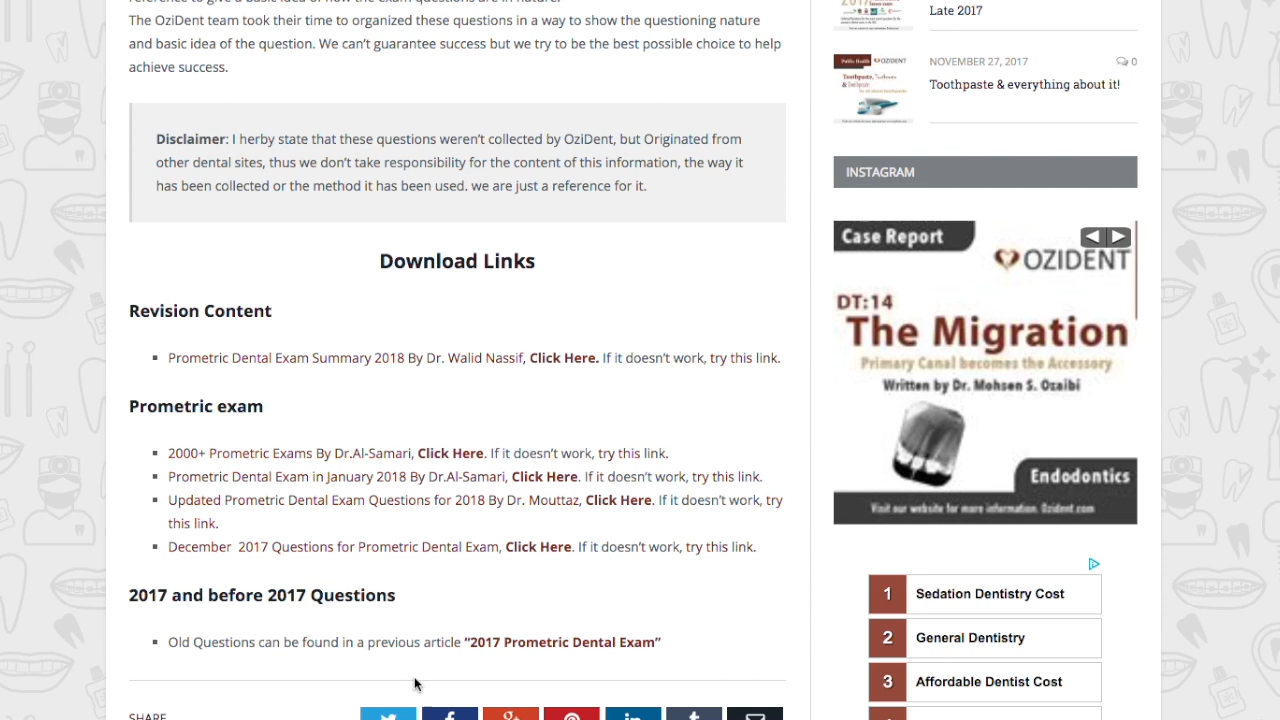 The OziDent team took their time to organized these questions in a way to show the questioning nature
and basic idea of the question. We can't guarantee success but we try to be the best possible choice to help
achieve success.
Disclaimer: I herby state that these questions weren't collected by OziDent, but Originated from
other dental sites, thus we don't take responsibility for the content of this information, the way it
has been collected or the method it has been used. we are just a reference for it.
Download Links
Revision Content
Prometric Dental Exam Summary 2018 By Dr. Walid Nassif, Click Here. If it doesn't work, try this link.
Prometric exam
2000+ Prometric Exams By Dr.Al-Samari, Click Here. If it doesn't work, try this link.
Prometric Dental Exam in January 2018 By Dr.Al-Samari, Click Here. If it doesn't work, try this link.
Updated Prometric Dental Exam Questions for 2018 By Dr. Mouttaz, Click Here. If it doesn't work, try
this link.
December 2017 Questions for Prometric Dental Exam, Click Here. If it doesn't work, try this link.
2017 and before 2017 Questions
Old Questions can be found in a previous article "2017 Prometric Dental Exam"
SHARE
Late 2017
Public Health OZIDENT
NOVEMBER 27, 2017 0
Toothpaste & everything about it!
INSTAGRAM
Case Report
OZIDENT
DT:14
The Migration
Primary Canal becomes the Accessory
Written by Dr. Mohsen S. Ozaibi
Endodontics
Visit our website for more information. Ozident.com
1 Sedation Dentistry Cost
2 General Dentistry
3 Affordable Dentist Cost